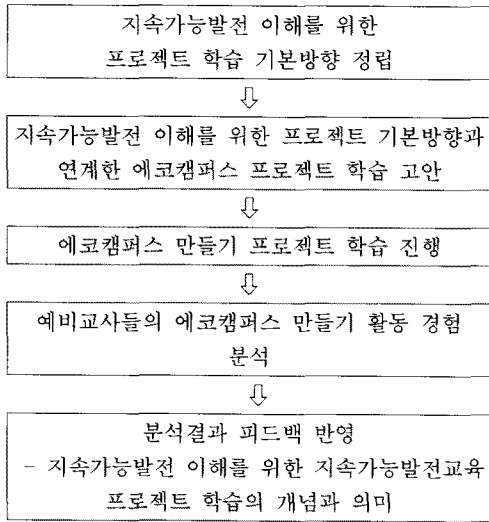 지속가능발전 이해를 위한
프로젝트 학습 기본방향 정립
⇩
지속가능발전 이해를 위한 프로젝트 기본방향과
연계한 에코캠퍼스 프로젝트 학습 고안
⇩
에코캠퍼스 만들기 프로젝트 학습 진행
⇩
예비교사들의 에코캠퍼스 만들기 활동 경험
분석
⇩
분석결과 피드백 반영
- 지속가능발전 이해를 위한 지속가능발전교육
프로젝트 학습의 개념과 의미